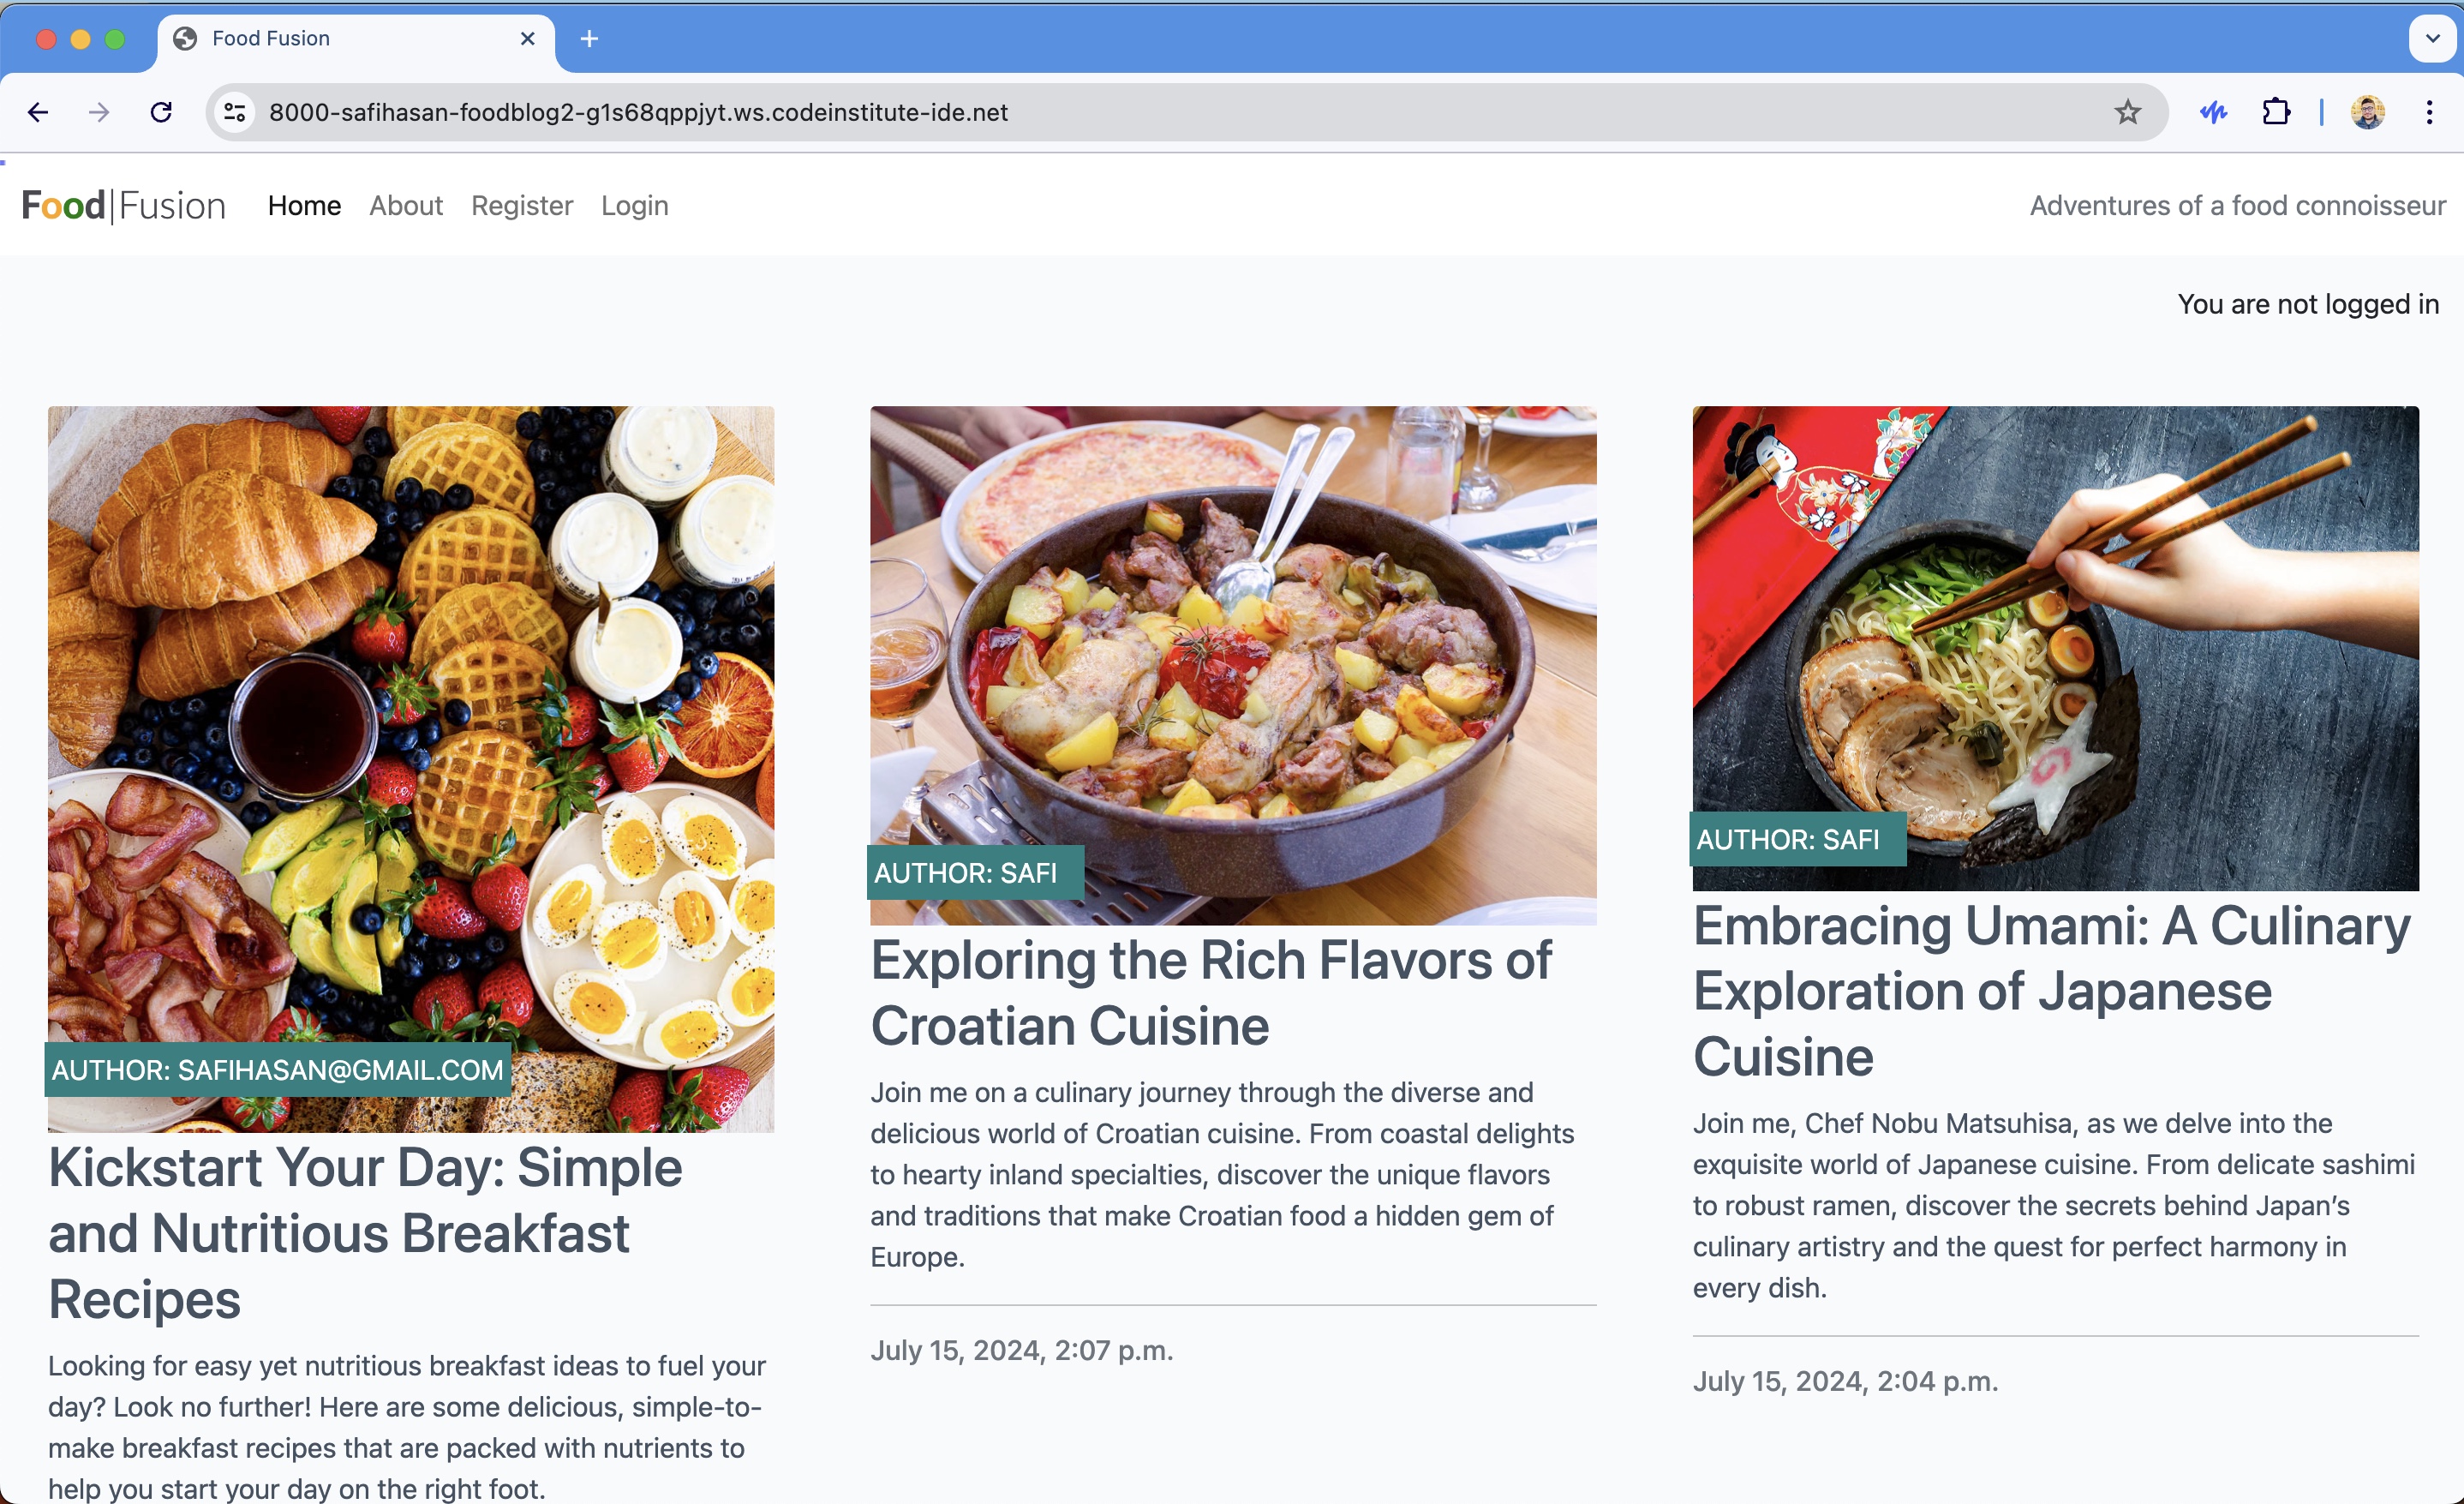 Food Fusion
8000-safihasan-foodblog2-g1s68qppjyt.ws.codeinstitute-ide.net
Food|Fusion Home About Register Login Adventures of a food connoisseur
You are not logged in
AUTHOR: SAFIHASAN@GMAIL.COM
Kickstart Your Day: Simple
and Nutritious Breakfast
Recipes
Looking for easy yet nutritious breakfast ideas to fuel your
day? Look no further! Here are some delicious, simple-to-
make breakfast recipes that are packed with nutrients to
help you start your day on the right foot.
AUTHOR: SAFI
Exploring the Rich Flavors of
Croatian Cuisine
Join me on a culinary journey through the diverse and
delicious world of Croatian cuisine. From coastal delights
to hearty inland specialties, discover the unique flavors
and traditions that make Croatian food a hidden gem of
Europe.
July 15, 2024, 2:07 p.m.
AUTHOR: SAFI
Embracing Umami: A Culinary
Exploration of Japanese
Cuisine
Join me, Chef Nobu Matsuhisa, as we delve into the
exquisite world of Japanese cuisine. From delicate sashimi
to robust ramen, discover the secrets behind Japan’s
culinary artistry and the quest for perfect harmony in
every dish.
July 15, 2024, 2:04 p.m.